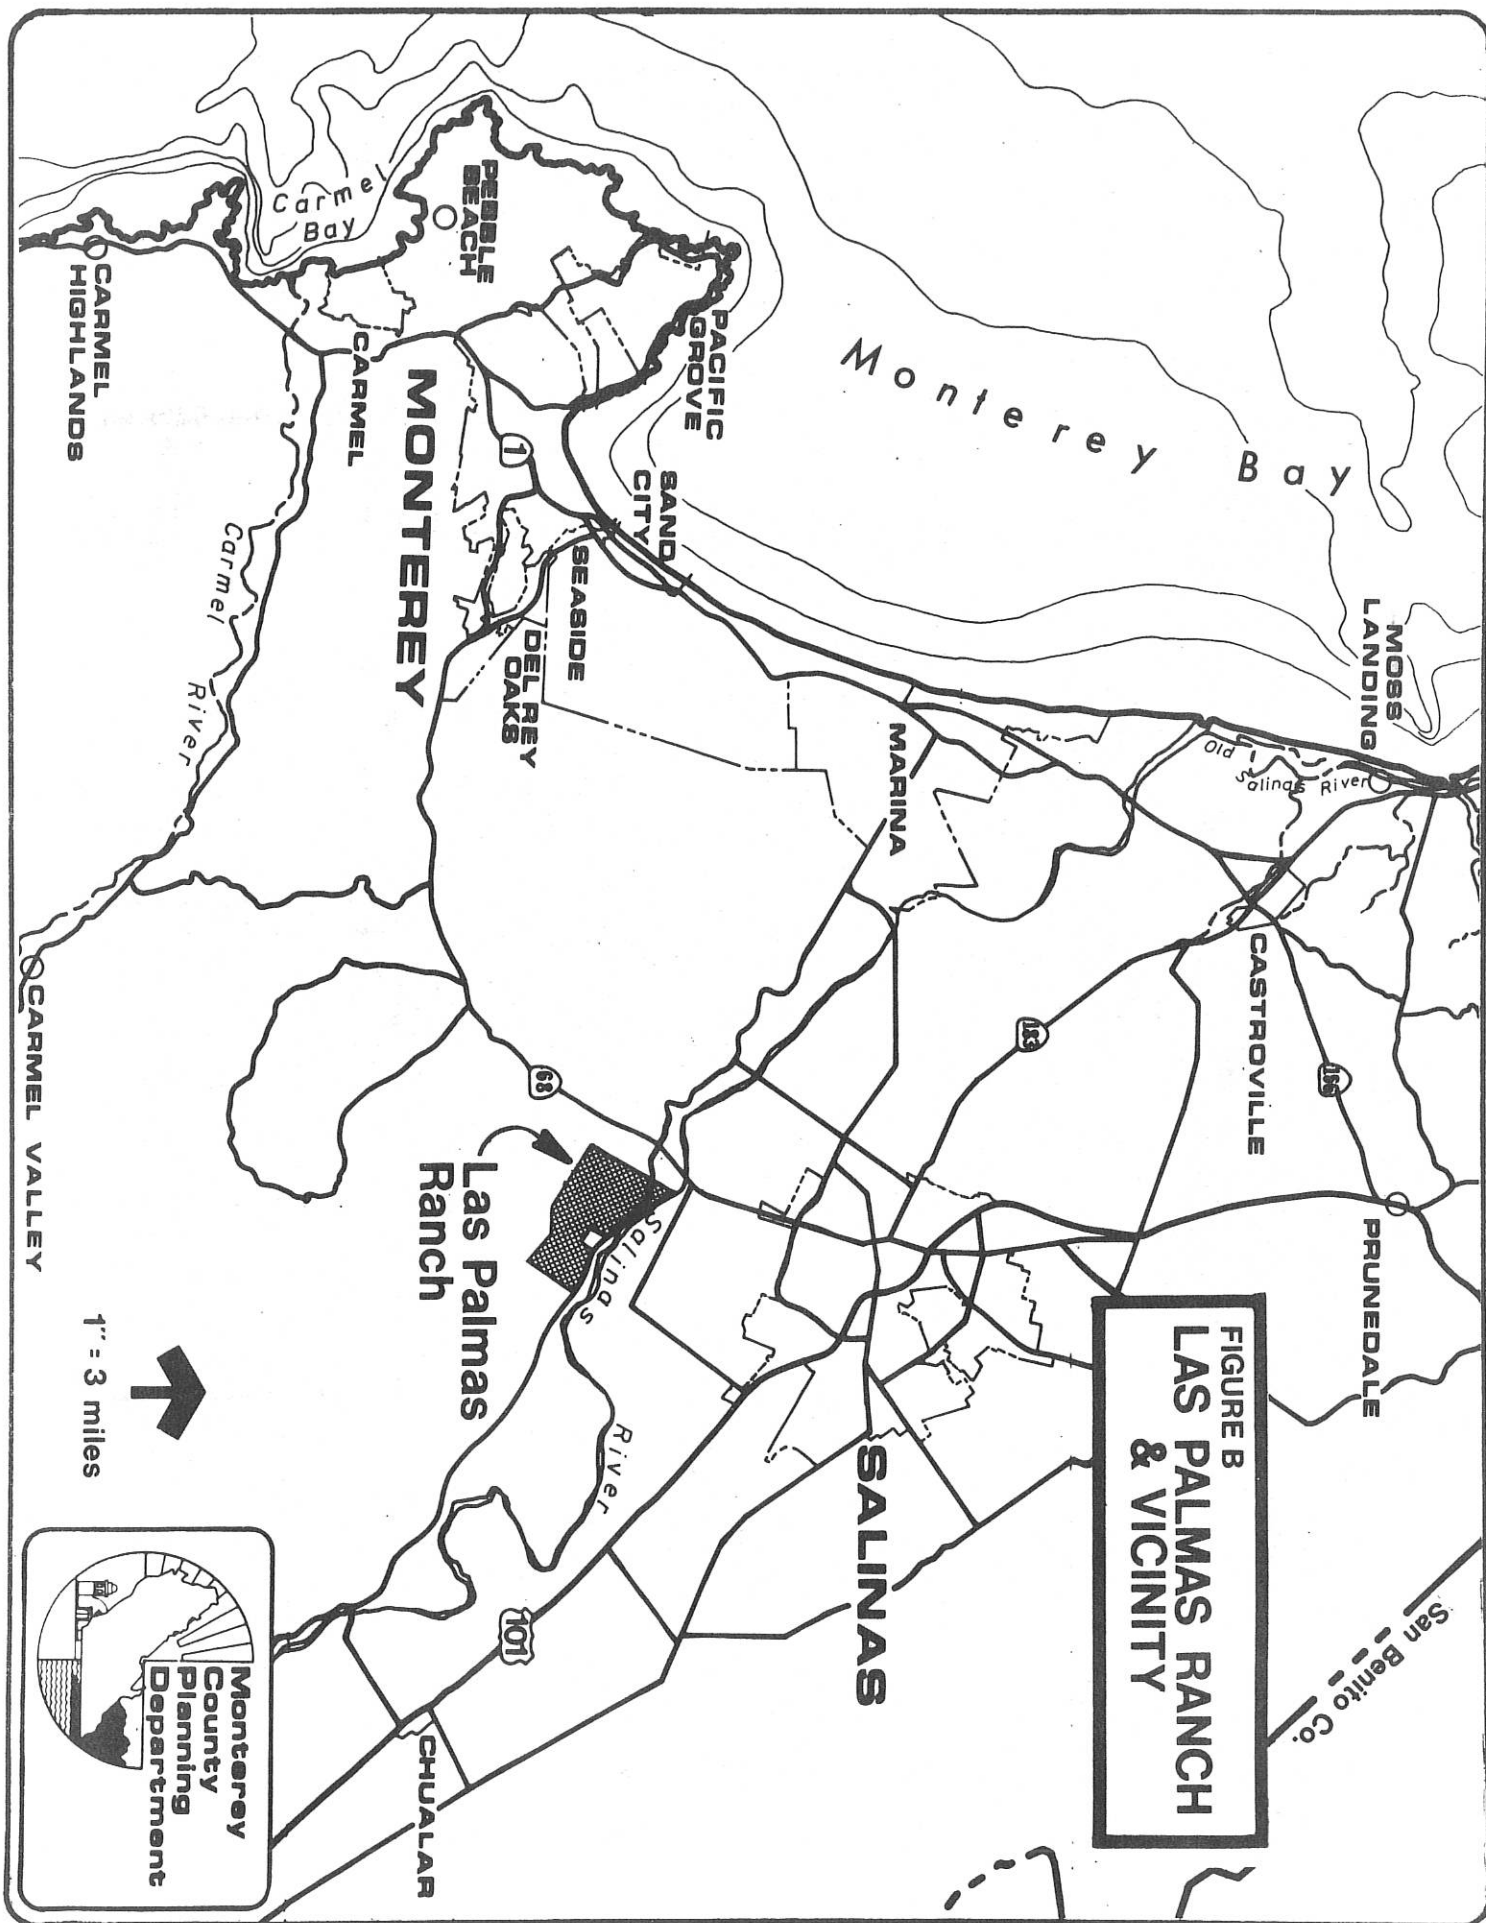 FIGURE B
LAS PALMAS RANCH
& VICINITY
San Benito Co.
MOSS
LANDING
Old
Salinas River
PRUNEDALE
156
CASTROVILLE
Monterey Bay
183
MARINA
SALINAS
PACIFIC
GROVE
SAND
CITY
SEASIDE
DEL REY
OAKS
1
68
Salinas
River
PEBBLE
BEACH
MONTEREY
Las Palmas
Ranch
101
CHUALAR
Carmel
Bay
CARMEL
Carmel
River
CARMEL
HIGHLANDS
CARMEL VALLEY
1" = 3 miles
Monterey
County
Planning
Department